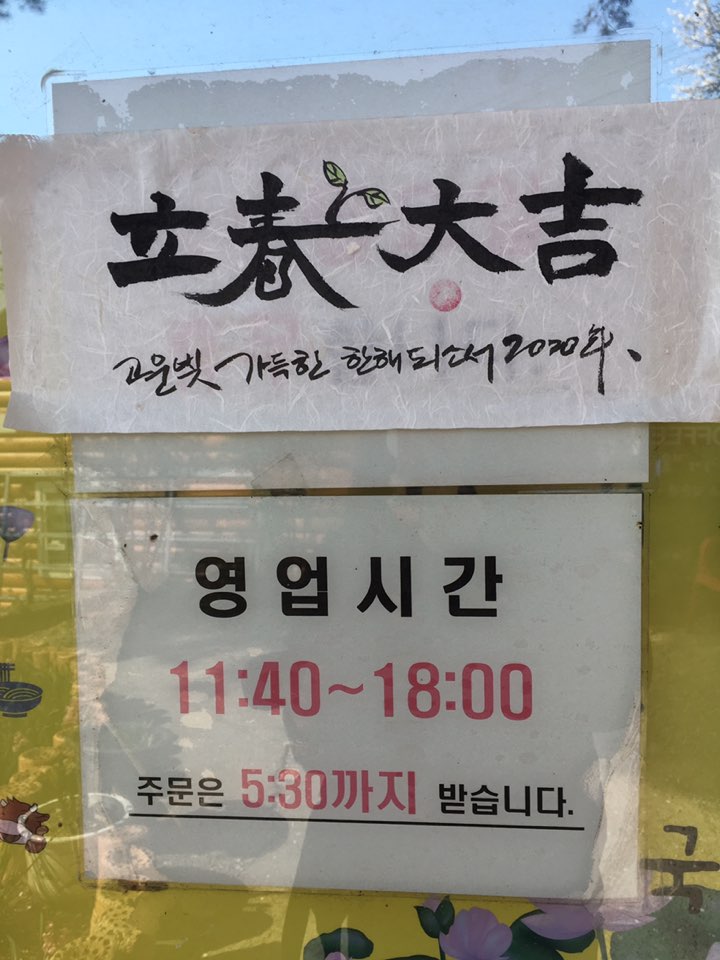 立春大吉
고운빛 가득한 한해 되소서 2020年、
영업시간
11:40~18:00
주문은 5:30까지 받습니다.
국